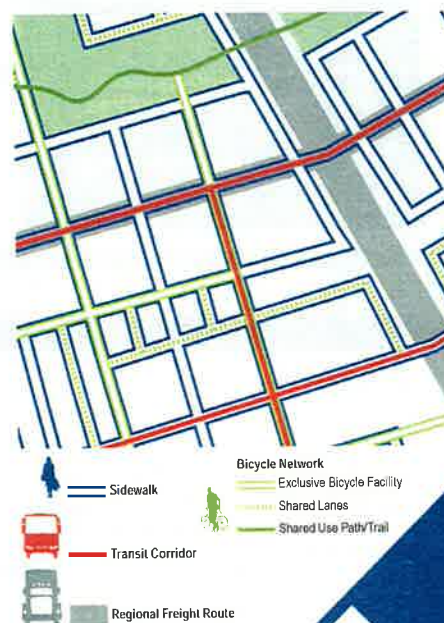 Sidewalk
Transit Corridor
Regional Freight Route
Bicycle Network
Exclusive Bicycle Facility
Shared Lanes
Shared Use Path/Trail